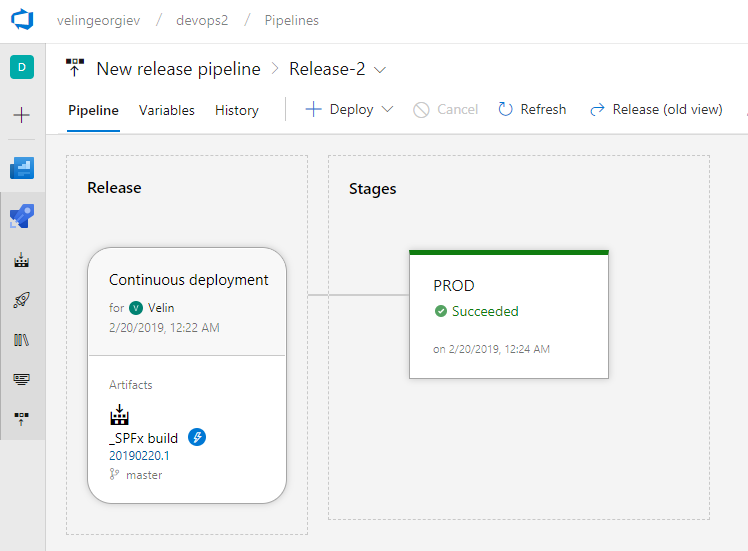 velingeorgiev / devops2 / Pipelines
D
New release pipeline > Release-2
Pipeline Variables History + Deploy Cancel Refresh Release (old view)
Release
Continuous deployment
for V Velin
2/20/2019, 12:22 AM
Artifacts
_SPFx build
20190220.1
master
Stages
PROD
Succeeded
on 2/20/2019, 12:24 AM